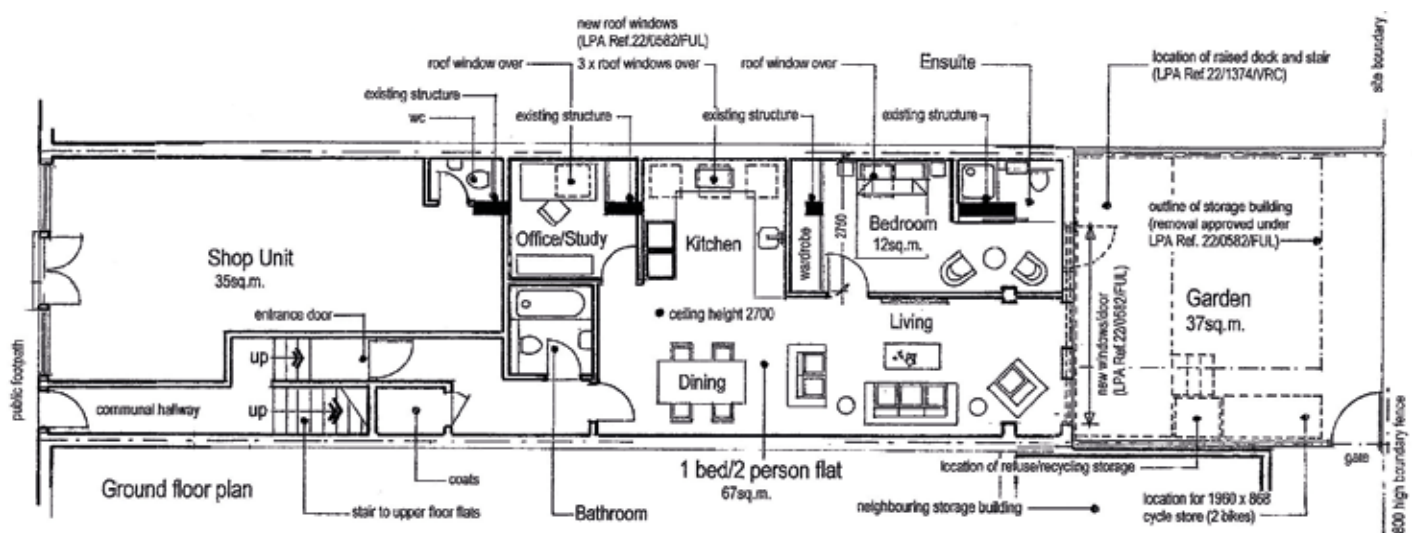 new roof windows
(LPA Ref.22/0582/FUL)
roof window over
3 x roof windows over
roof window over
Ensuite
location of raised dock and stair
(LPA Ref.22/1374/VRC)
site boundary
existing structure
wc
existing structure
existing structure
existing structure
Shop Unit
35sq.m.
Office/Study
Kitchen
wardrobe
2750
Bedroom
12sq.m.
outline of storage building
(removal approved under
LPA Ref. 22/0582/FUL)
Garden
37sq.m.
new windows/door
(LPA Ref.22/0582/FUL)
entrance door
ceiling height 2700
Living
up
Dining
public footpath
communal hallway
up
coats
1 bed/2 person flat
67sq.m.
location of refuse/recycling storage
gate
Ground floor plan
stair to upper floor flats
Bathroom
neighbouring storage building
location for 1960 x 868
cycle store (2 bikes)
800 high boundary fence